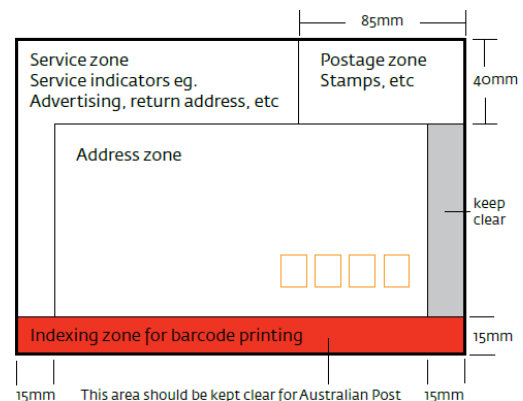 85mm
Service zone
Service indicators eg.
Advertising, return address, etc
Postage zone
Stamps, etc
40mm
Address zone
keep
clear
Indexing zone for barcode printing
15mm
15mm
This area should be kept clear for Australian Post
15mm